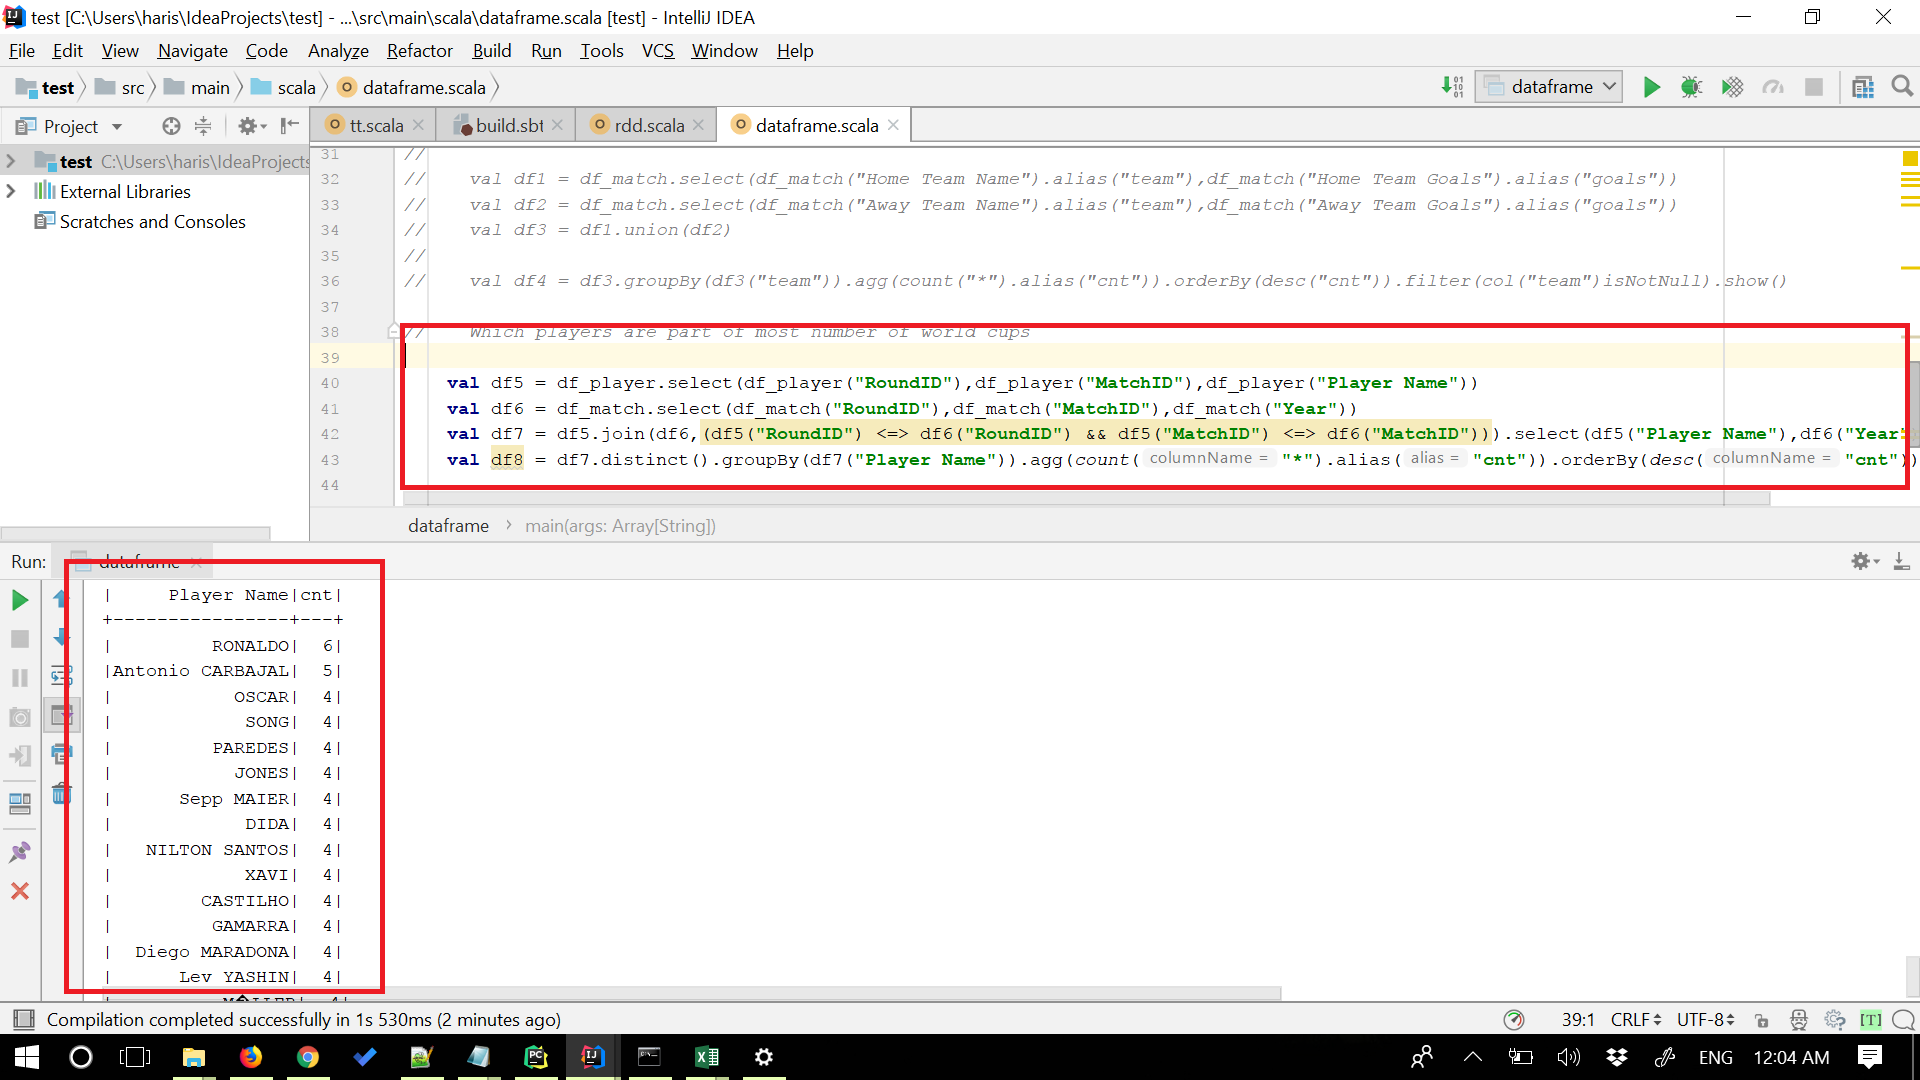 test [C:\Users\haris\IdeaProjects\test] - ...\src\main\scala\dataframe.scala [test] - IntelliJ IDEA
File Edit View Navigate Code Analyze Refactor Build Run Tools VCS Window Help
test src main scala dataframe.scala
dataframe
Project
tt.scala build.sbt rdd.scala dataframe.scala
test C:\Users\haris\IdeaProjects
External Libraries
Scratches and Consoles
31 //
32 // val df1 = df_match.select(df_match("Home Team Name").alias("team"),df_match("Home Team Goals").alias("goals"))
33 // val df2 = df_match.select(df_match("Away Team Name").alias("team"),df_match("Away Team Goals").alias("goals"))
34 // val df3 = df1.union(df2)
35 //
36 // val df4 = df3.groupBy(df3("team")).agg(count("*").alias("cnt")).orderBy(desc("cnt")).filter(col("team")isNotNull).show()
37
38 // Which players are part of most number of world cups
39
40 val df5 = df_player.select(df_player("RoundID"),df_player("MatchID"),df_player("Player Name"))
41 val df6 = df_match.select(df_match("RoundID"),df_match("MatchID"),df_match("Year"))
42 val df7 = df5.join(df6,(df5("RoundID") <=> df6("RoundID") && df5("MatchID") <=> df6("MatchID"))).select(df5("Player Name"),df6("Year
43 val df8 = df7.distinct().groupBy(df7("Player Name")).agg(count( columnName = "*").alias( alias = "cnt")).orderBy(desc( columnName = "cnt"))
44
dataframe > main(args: Array[String])
Run: dataframe
| Player Name|cnt|
+----------------+---+
| RONALDO| 6|
|Antonio CARBAJAL| 5|
| OSCAR| 4|
| SONG| 4|
| PAREDES| 4|
| JONES| 4|
| Sepp MAIER| 4|
| DIDA| 4|
| NILTON SANTOS| 4|
| XAVI| 4|
| CASTILHO| 4|
| GAMARRA| 4|
| Diego MARADONA| 4|
| Lev YASHIN| 4|
| M�LLER| 4|
Compilation completed successfully in 1s 530ms (2 minutes ago)
39:1 CRLF UTF-8 [T]
ENG 12:04 AM